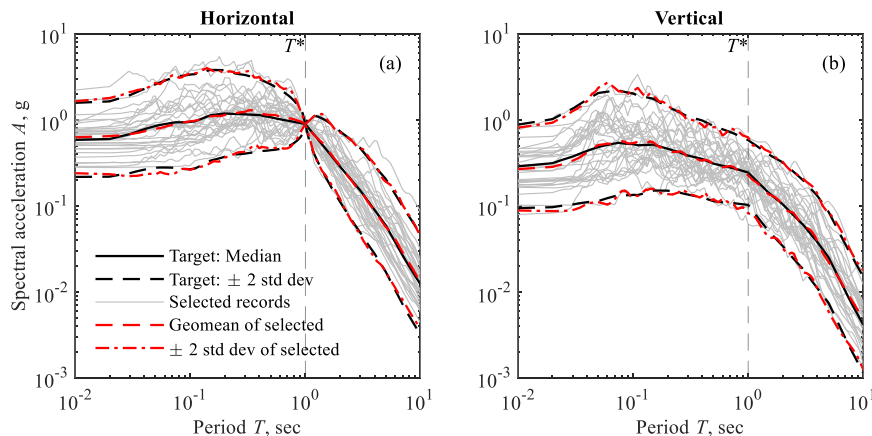 Horizontal
Vertical
Spectral acceleration A, g
10^1
10^0
10^-1
10^-2
10^-3
T*
(a)
Target: Median
Target: ± 2 std dev
Selected records
Geomean of selected
± 2 std dev of selected
10^-2
10^-1
10^0
10^1
Period T, sec
10^1
10^0
10^-1
10^-2
10^-3
T*
(b)
10^-2
10^-1
10^0
10^1
Period T, sec